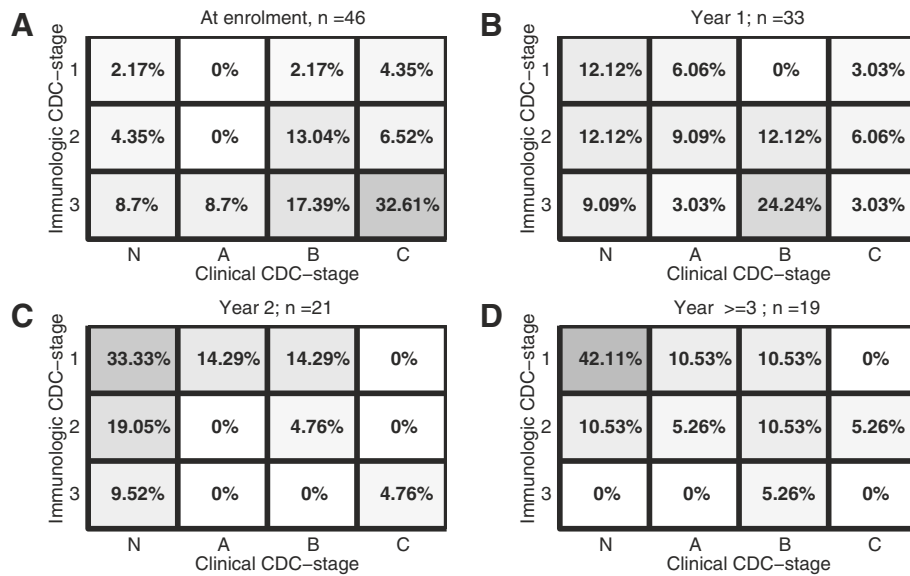 A
At enrolment, n =46
Immunologic CDC−stage
1 2.17% 0% 2.17% 4.35%
2 4.35% 0% 13.04% 6.52%
3 8.7% 8.7% 17.39% 32.61%
N A B C
Clinical CDC−stage
B
Year 1; n =33
Immunologic CDC−stage
1 12.12% 6.06% 0% 3.03%
2 12.12% 9.09% 12.12% 6.06%
3 9.09% 3.03% 24.24% 3.03%
N A B C
Clinical CDC−stage
C
Year 2; n =21
Immunologic CDC−stage
1 33.33% 14.29% 14.29% 0%
2 19.05% 0% 4.76% 0%
3 9.52% 0% 0% 4.76%
N A B C
Clinical CDC−stage
D
Year >=3 ; n =19
Immunologic CDC−stage
1 42.11% 10.53% 10.53% 0%
2 10.53% 5.26% 10.53% 5.26%
3 0% 0% 5.26% 0%
N A B C
Clinical CDC−stage